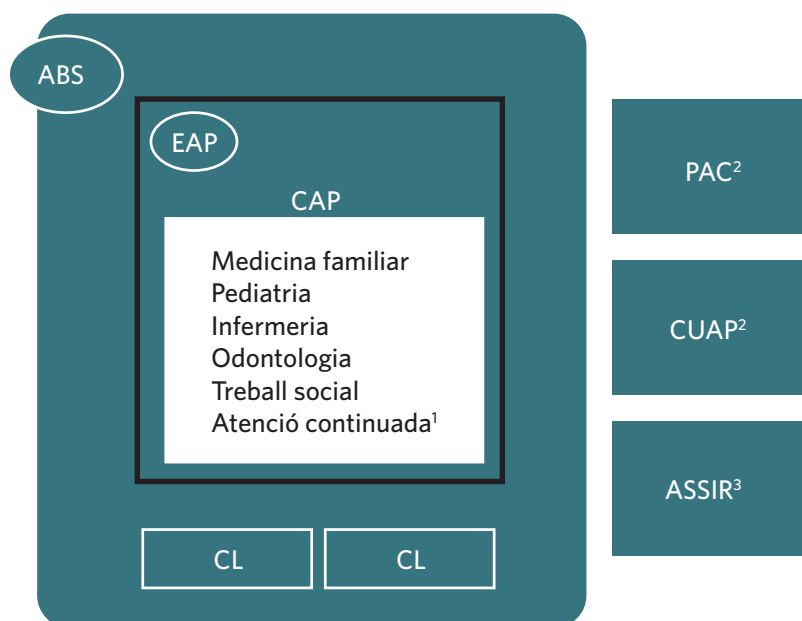 ABS
EAP
CAP
Medicina familiar
Pediatria
Infermeria
Odontologia
Treball social
Atenció continuada¹
CL
CL
PAC²
CUAP²
ASSIR³